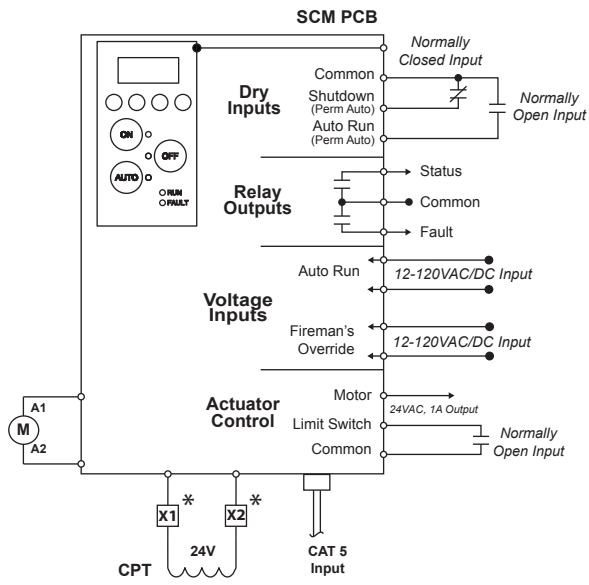 SCM PCB
Normally
Closed Input
Dry
Inputs
Common
Shutdown
(Perm Auto)
Auto Run
(Perm Auto)
Normally
Open Input
ON
OFF
AUTO
RUN
FAULT
Relay
Outputs
Status
Common
Fault
Voltage
Inputs
Auto Run
12-120VAC/DC Input
Fireman's
Override
12-120VAC/DC Input
Actuator
Control
Motor
24VAC, 1A Output
Limit Switch
Common
Normally
Open Input
A1
M
A2
X1 *
X2 *
24V
CPT
CAT 5
Input